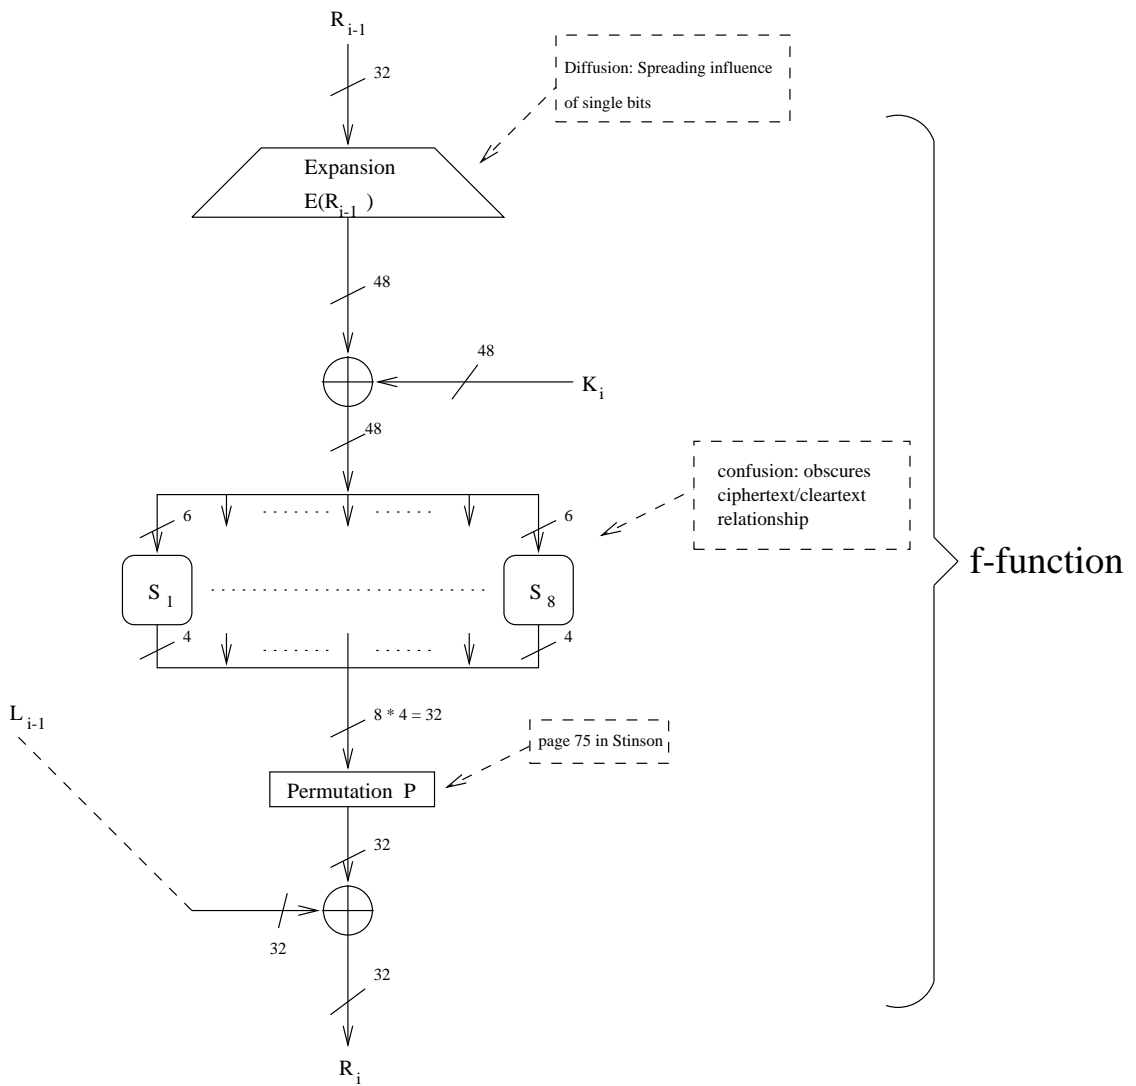 R i-1
32
Diffusion: Spreading influence
of single bits
Expansion
E(R i-1 )
48
48
K i
48
confusion: obscures
ciphertext/cleartext
relationship
6
6
f-function
S 1
S 8
4
4
L i-1
8 * 4 = 32
page 75 in Stinson
Permutation P
32
32
32
R i